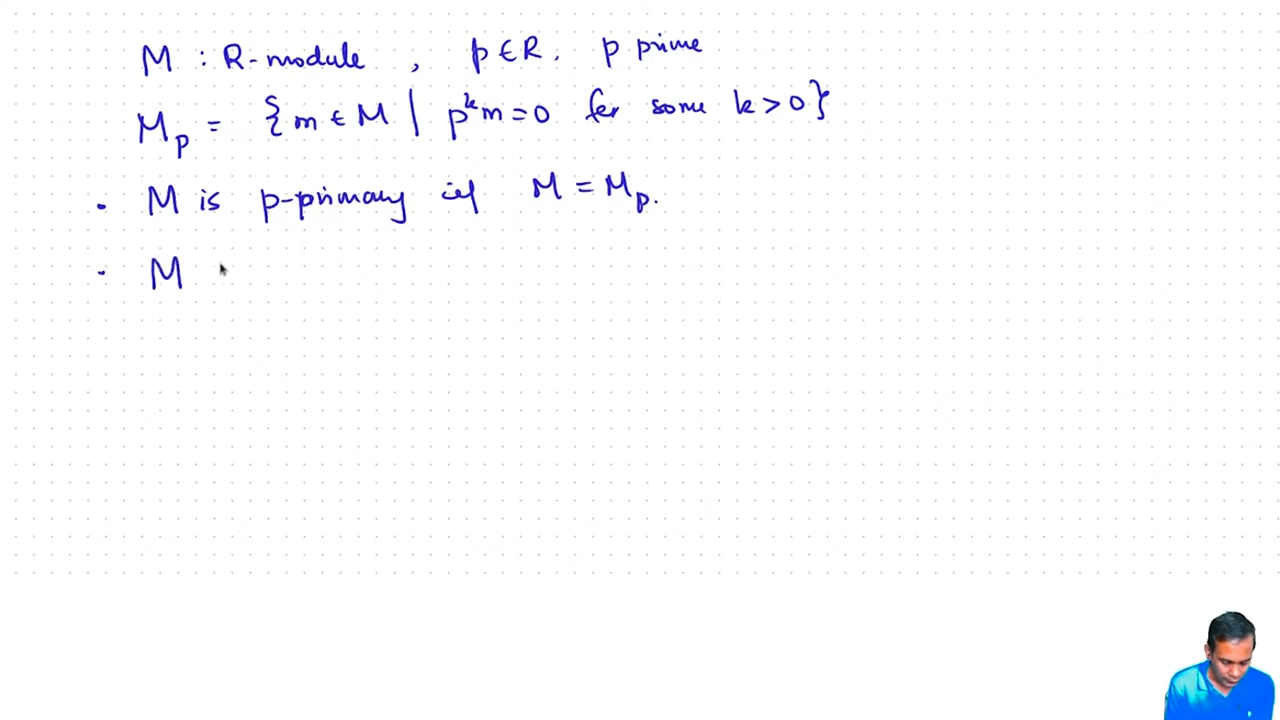 M : R-module , p ∈ R. p prime
M_p = { m ∈ M | p^k m = 0 for some k > 0 }
· M is p-primary if M = M_p.
· M